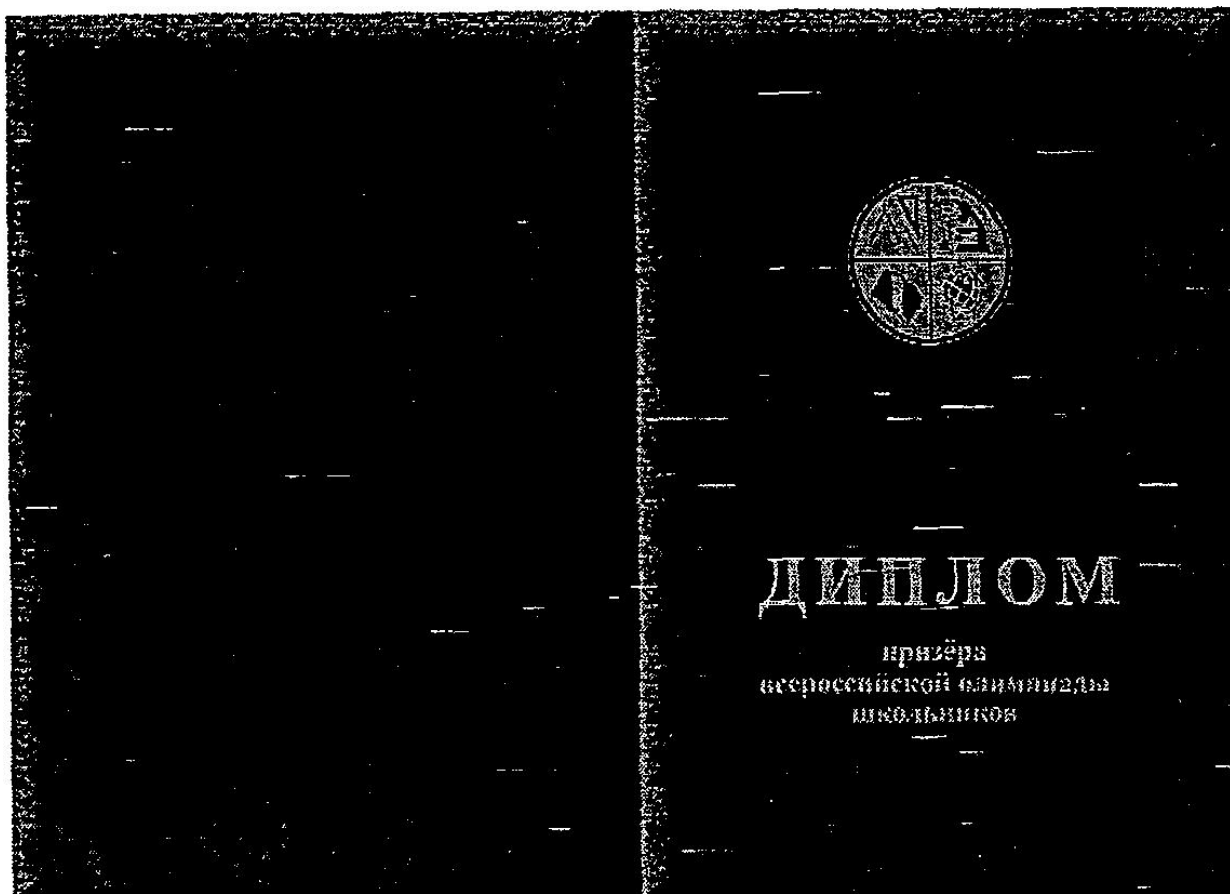 ДИПЛОМ
призёра
всероссийской олимпиады
школьников